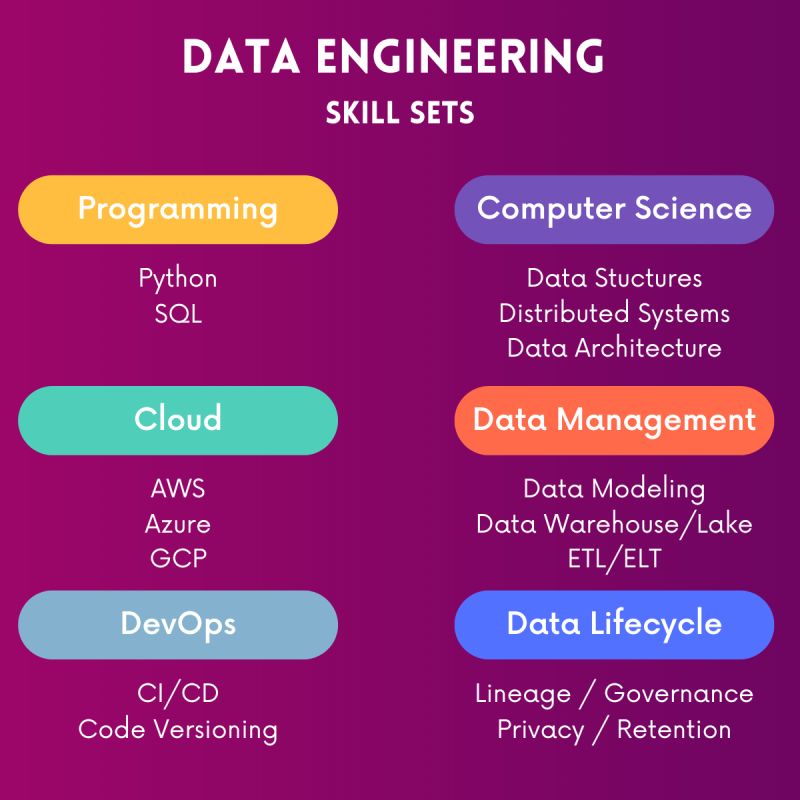 DATA ENGINEERING
SKILL SETS
Programming
Python
SQL
Computer Science
Data Stuctures
Distributed Systems
Data Architecture
Cloud
AWS
Azure
GCP
Data Management
Data Modeling
Data Warehouse/Lake
ETL/ELT
DevOps
CI/CD
Code Versioning
Data Lifecycle
Lineage / Governance
Privacy / Retention